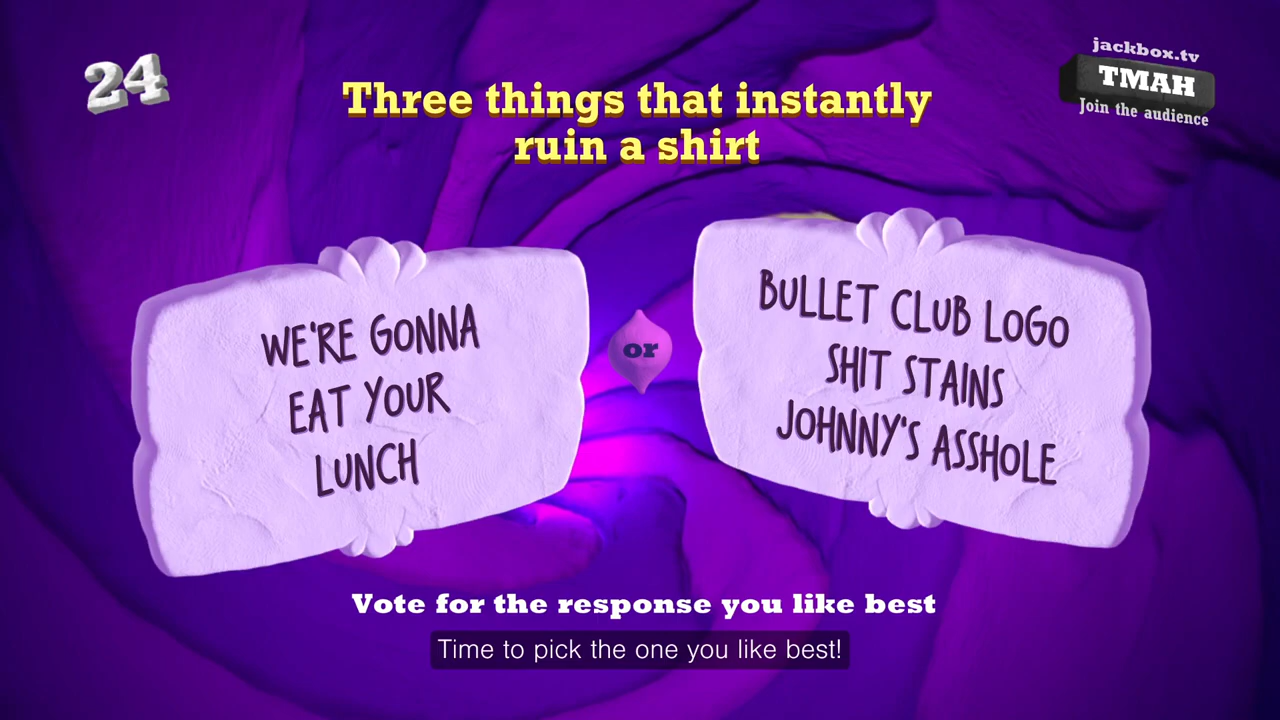 24
jackbox.tv
TMAH
Join the audience
Three things that instantly
ruin a shirt
WE'RE GONNA
EAT YOUR
LUNCH
or
BULLET CLUB LOGO
SHIT STAINS
JOHNNY'S ASSHOLE
Vote for the response you like best
Time to pick the one you like best!